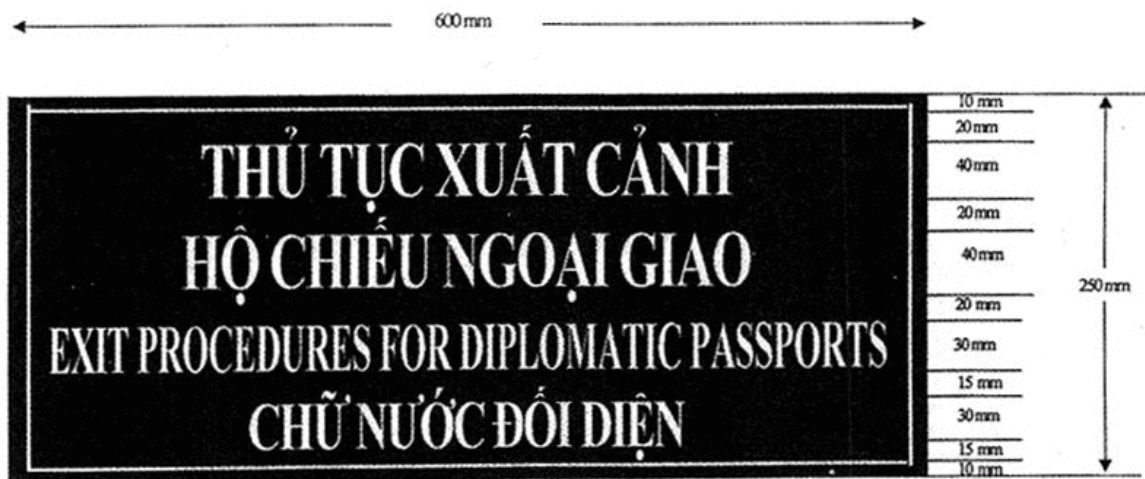 600 mm
THỦ TỤC XUẤT CẢNH
HỘ CHIẾU NGOẠI GIAO
EXIT PROCEDURES FOR DIPLOMATIC PASSPORTS
CHỮ NƯỚC ĐỐI DIỆN
10 mm
20 mm
40 mm
20 mm
40 mm
20 mm
30 mm
15 mm
30 mm
15 mm
10 mm
250 mm